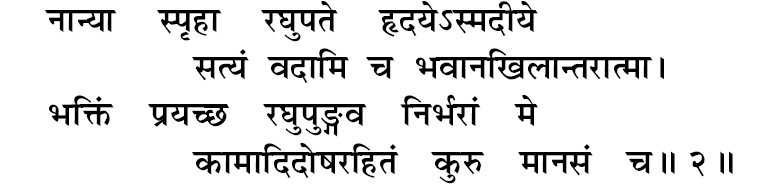 नान्या स्पृहा रघुपते हृदयेऽस्मदीये
सत्यं वदामि च भवानखिलान्तरात्मा।
भक्तिं प्रयच्छ रघुपुङ्गव निर्भरां मे
कामादिदोषरहितं कुरु मानसं च॥ २॥